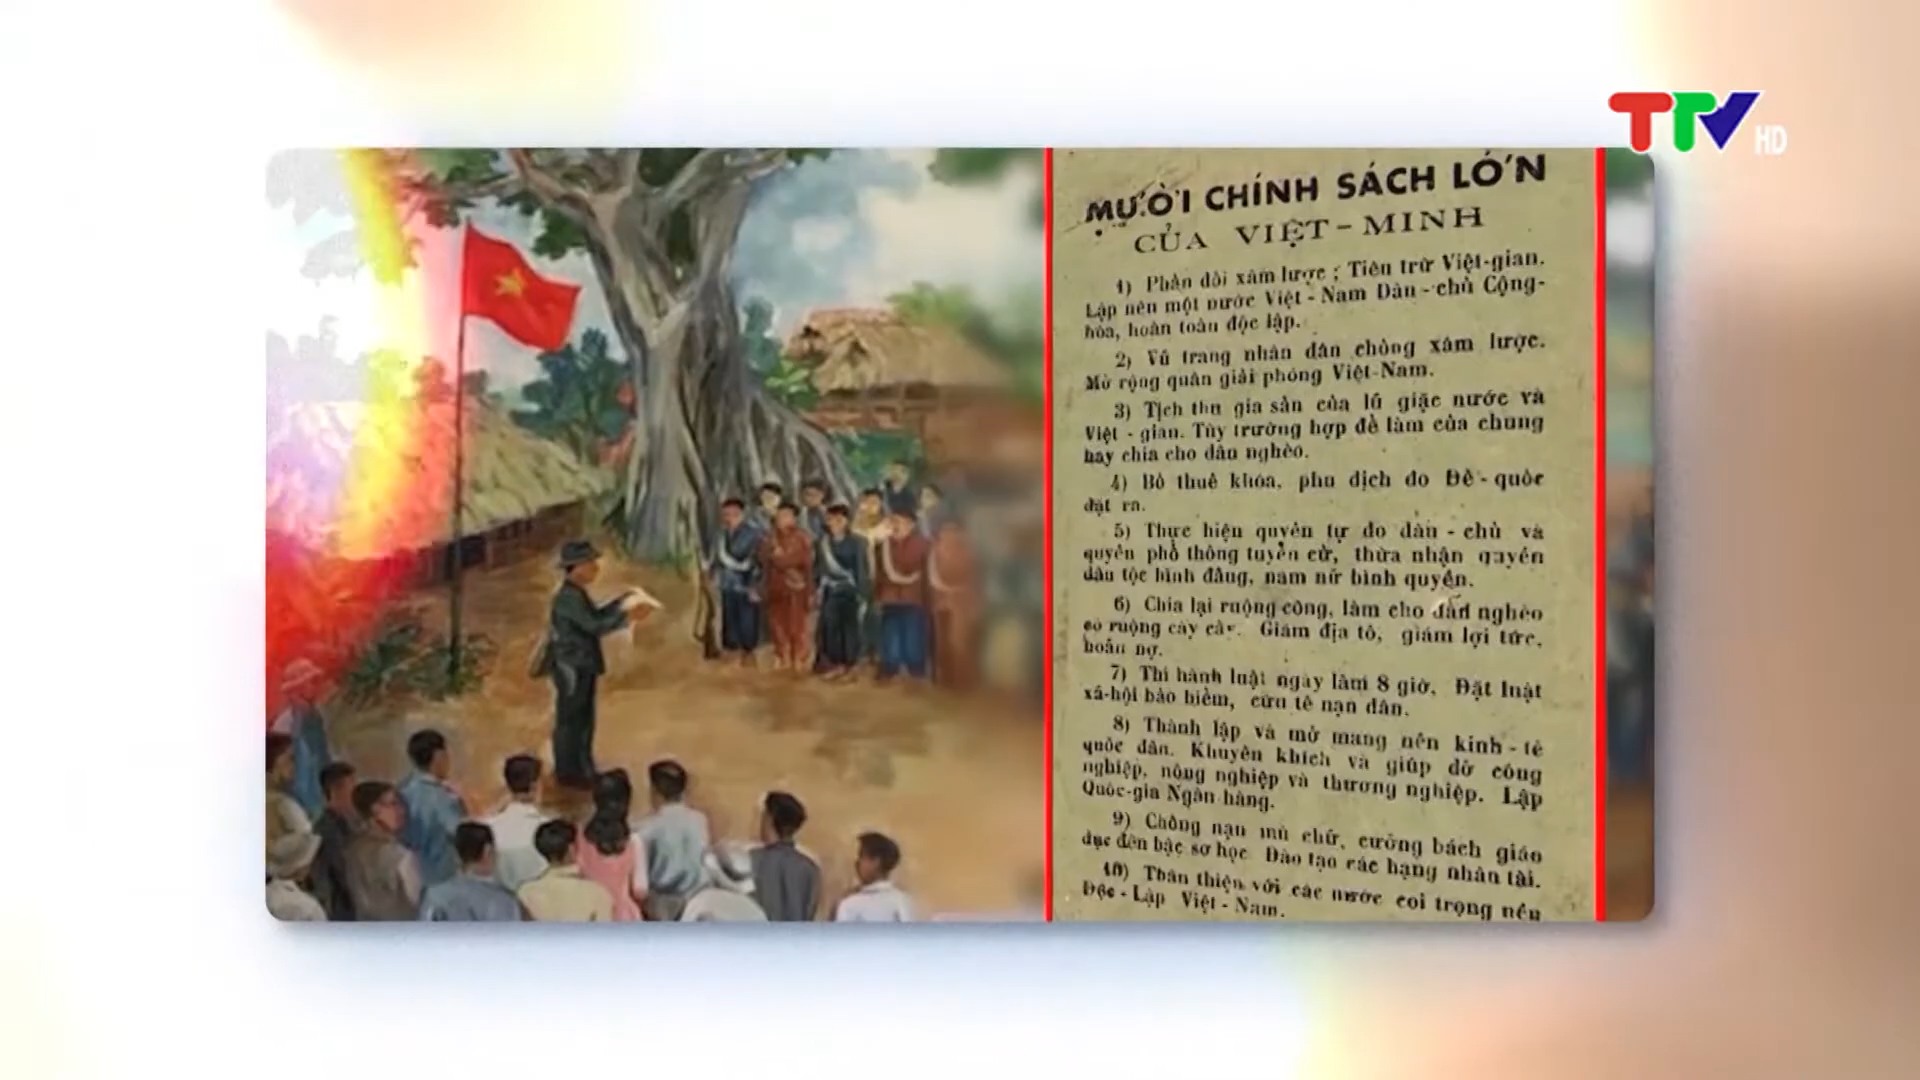 TTV HD
MƯỜI CHÍNH SÁCH LỚN
CỦA VIỆT - MINH
1) Phản đối xâm lược ; Tiêu trừ Việt-gian.
Lập nên một nước Việt - Nam Dân - chủ Cộng-
hòa, hoàn toàn độc lập.
2) Vũ trang nhân dân chống xâm lược.
Mở rộng quân giải phóng Việt-Nam.
3) Tịch thu gia sản của lũ giặc nước và
Việt - gian. Tùy trường hợp để làm của chung
hay chia cho dân nghèo.
4) Bỏ thuế khóa, phu dịch do Đế - quốc
đặt ra.
5) Thực hiện quyền tự do dân - chủ và
quyền phổ thông tuyển cử, thừa nhận quyền
dân tộc bình đẳng, nam nữ bình quyền.
6) Chia lại ruộng công, làm cho dân nghèo
có ruộng cày cấy. Giảm địa tô, giảm lợi tức,
hoãn nợ.
7) Thi hành luật ngày làm 8 giờ. Đặt luật
xã-hội bảo hiểm, cứu tế nạn dân.
8) Thành lập và mở mang nền kinh - tế
quốc dân. Khuyến khích và giúp đỡ công
nghiệp, nông nghiệp và thương nghiệp. Lập
Quốc-gia Ngân hàng.
9) Chống nạn mù chữ, cưỡng bách giáo
dục đến bậc sơ học. Đào tạo các hạng nhân tài.
10) Thân thiện với các nước coi trọng nền
Độc - Lập Việt - Nam.